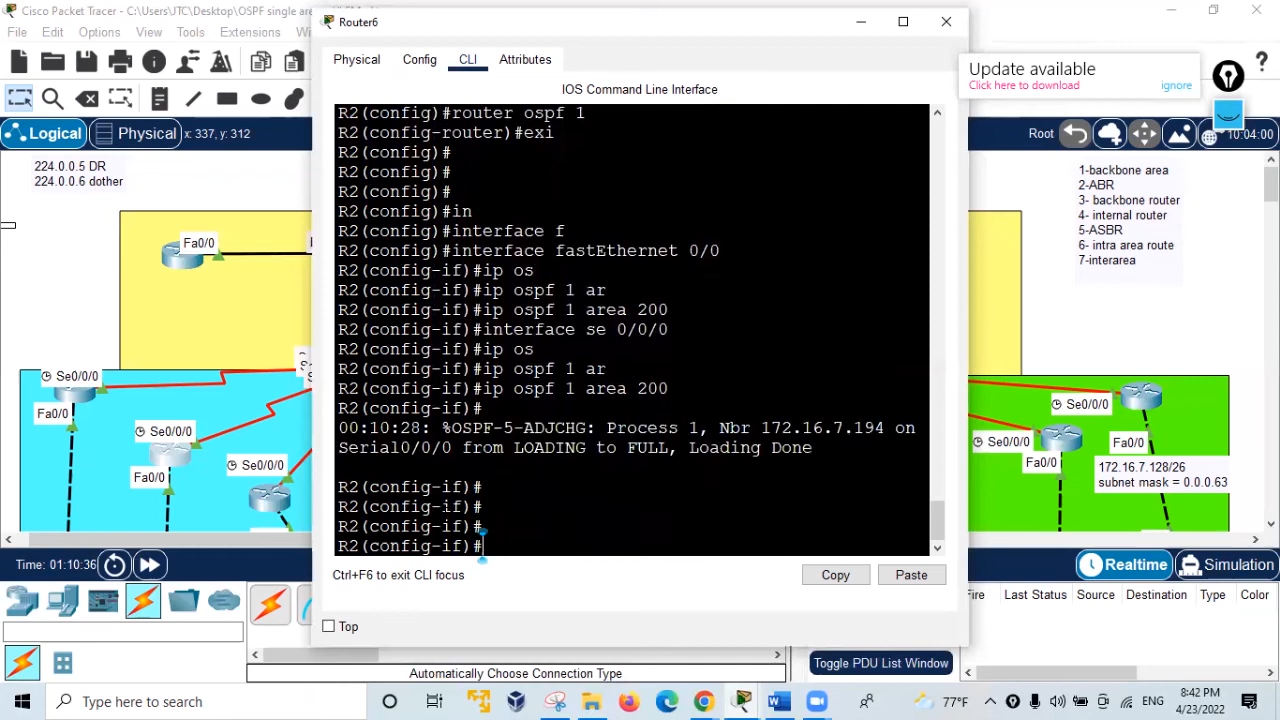 Cisco Packet Tracer - C:\Users\JTC\Desktop\OSPF single are
File Edit Options View Tools Extensions Wi
Logical Physical x: 337, y: 312
224.0.0.5 DR
224.0.0.6 dother
Fa0/0
Se0/0/0
Fa0/0
Se0/0/0
Fa0/0
Se0/0/0
Time: 01:10:36
Router6
Physical Config CLI Attributes
IOS Command Line Interface
R2(config)#router ospf 1
R2(config-router)#exi
R2(config)#
R2(config)#
R2(config)#
R2(config)#in
R2(config)#interface f
R2(config)#interface fastEthernet 0/0
R2(config-if)#ip os
R2(config-if)#ip ospf 1 ar
R2(config-if)#ip ospf 1 area 200
R2(config-if)#interface se 0/0/0
R2(config-if)#ip os
R2(config-if)#ip ospf 1 ar
R2(config-if)#ip ospf 1 area 200
R2(config-if)#
00:10:28: %OSPF-5-ADJCHG: Process 1, Nbr 172.16.7.194 on
Serial0/0/0 from LOADING to FULL, Loading Done
R2(config-if)#
R2(config-if)#
R2(config-if)#
R2(config-if)#
Ctrl+F6 to exit CLI focus
Copy Paste
Top
Automatically Choose Connection Type
Update available
Click here to download ignore
Root
10:04:00
1-backbone area
2-ABR
3- backbone router
4- internal router
5-ASBR
6- intra area route
7-interarea
Se0/0/0
Se0/0/0
Fa0/0
Fa0/0
172.16.7.128/26
subnet mask = 0.0.0.63
Realtime Simulation
Fire Last Status Source Destination Type Color
Toggle PDU List Window
Type here to search
77°F
ENG
8:42 PM
4/23/2022